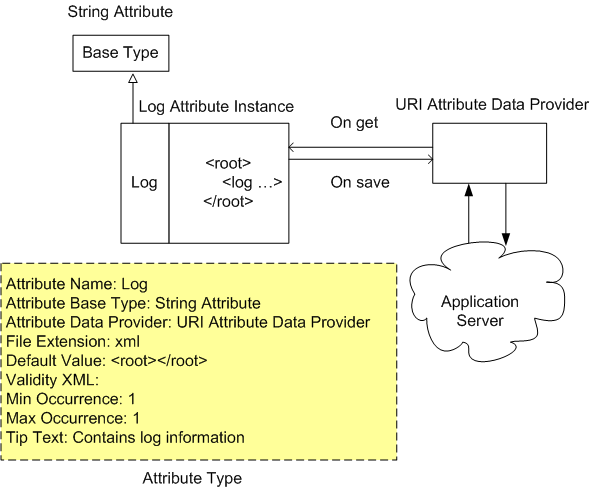 String Attribute
Base Type
Log Attribute Instance
URI Attribute Data Provider
On get
Log
<root>
<log ...>
</root>
On save
Application
Server
Attribute Name: Log
Attribute Base Type: String Attribute
Attribute Data Provider: URI Attribute Data Provider
File Extension: xml
Default Value: <root></root>
Validity XML:
Min Occurrence: 1
Max Occurrence: 1
Tip Text: Contains log information
Attribute Type